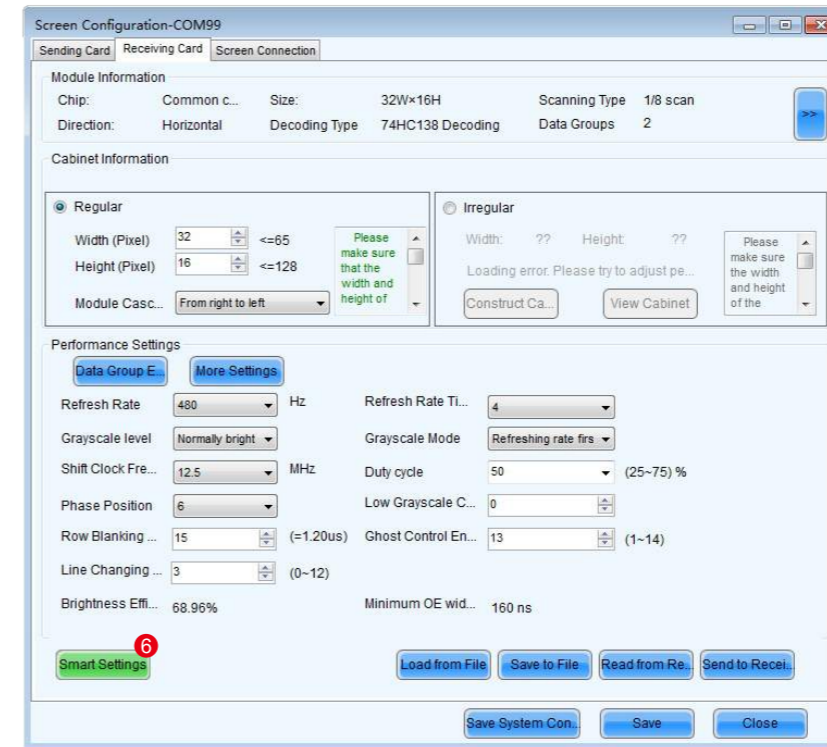 Screen Configuration-COM99
Sending Card Receiving Card Screen Connection
Module Information
Chip: Common c... Size: 32W×16H Scanning Type 1/8 scan
Direction: Horizontal Decoding Type 74HC138 Decoding Data Groups 2
>>
Cabinet Information
Regular
Width (Pixel) 32 <=65
Height (Pixel) 16 <=128
Module Casc... From right to left
Please
make sure
that the
width and
height of
Irregular
Width: ?? Height: ??
Loading error. Please try to adjust pe...
Construct Ca... View Cabinet
Please
make sure
the width
and height
of the
Performance Settings
Data Group E... More Settings
Refresh Rate 480 Hz Refresh Rate Ti... 4
Grayscale level Normally bright Grayscale Mode Refreshing rate firs
Shift Clock Fre... 12.5 MHz Duty cycle 50 (25~75) %
Phase Position 6 Low Grayscale C... 0
Row Blanking ... 15 (=1.20us) Ghost Control En... 13 (1~14)
Line Changing ... 3 (0~12)
Brightness Effi... 68.96% Minimum OE wid... 160 ns
6
Smart Settings Load from File Save to File Read from Re... Send to Recei...
Save System Con... Save Close